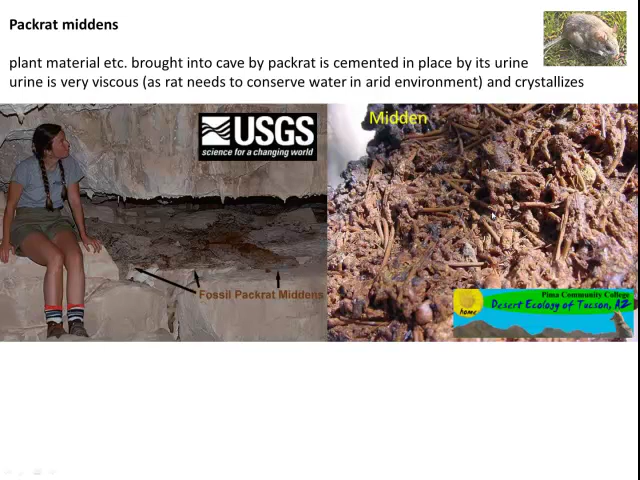 Packrat middens
plant material etc. brought into cave by packrat is cemented in place by its urine
urine is very viscous (as rat needs to conserve water in arid environment) and crystallizes
USGS
science for a changing world
Midden
Fossil Packrat Middens
Pima Community College
Desert Ecology of Tucson, AZ
home